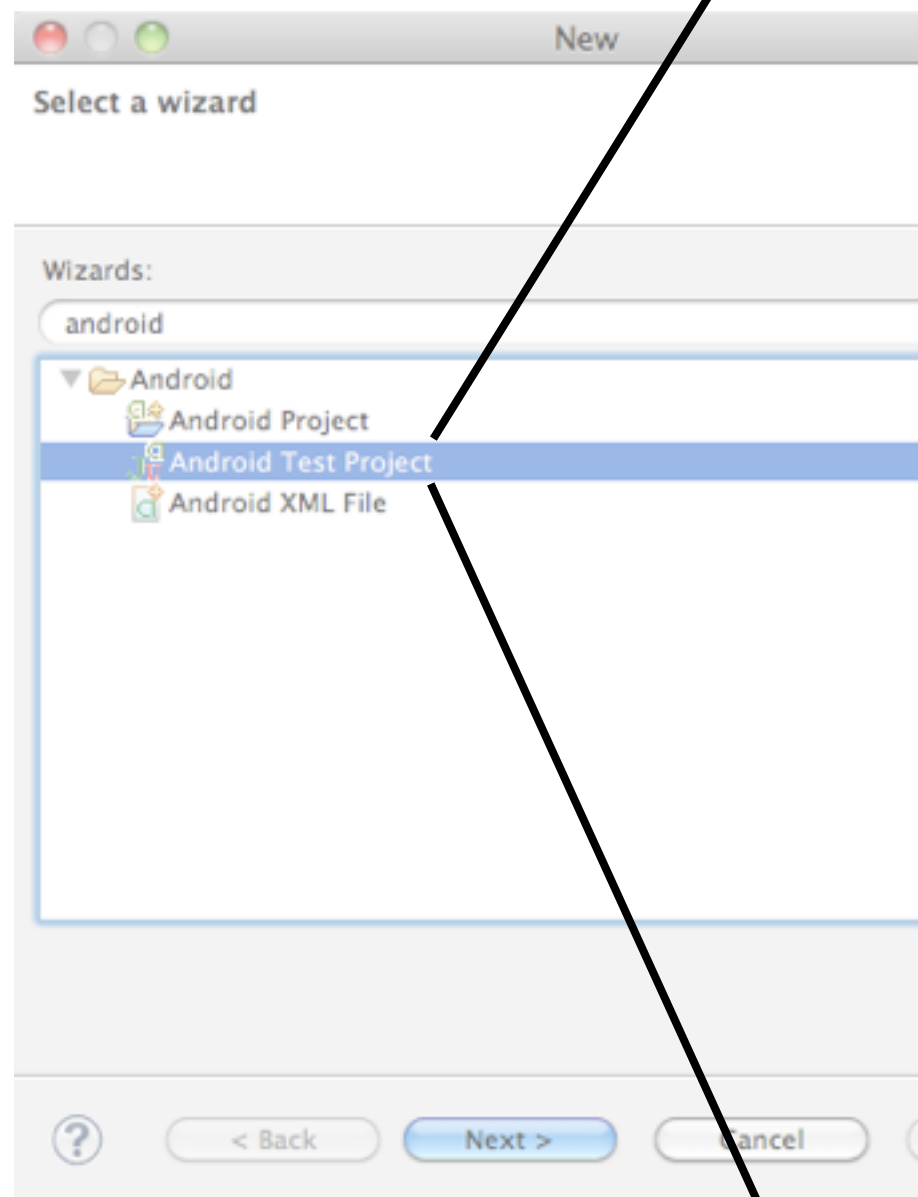 New
Select a wizard
Wizards:
android
Android
Android Project
Android Test Project
Android XML File
? < Back Next > Cancel